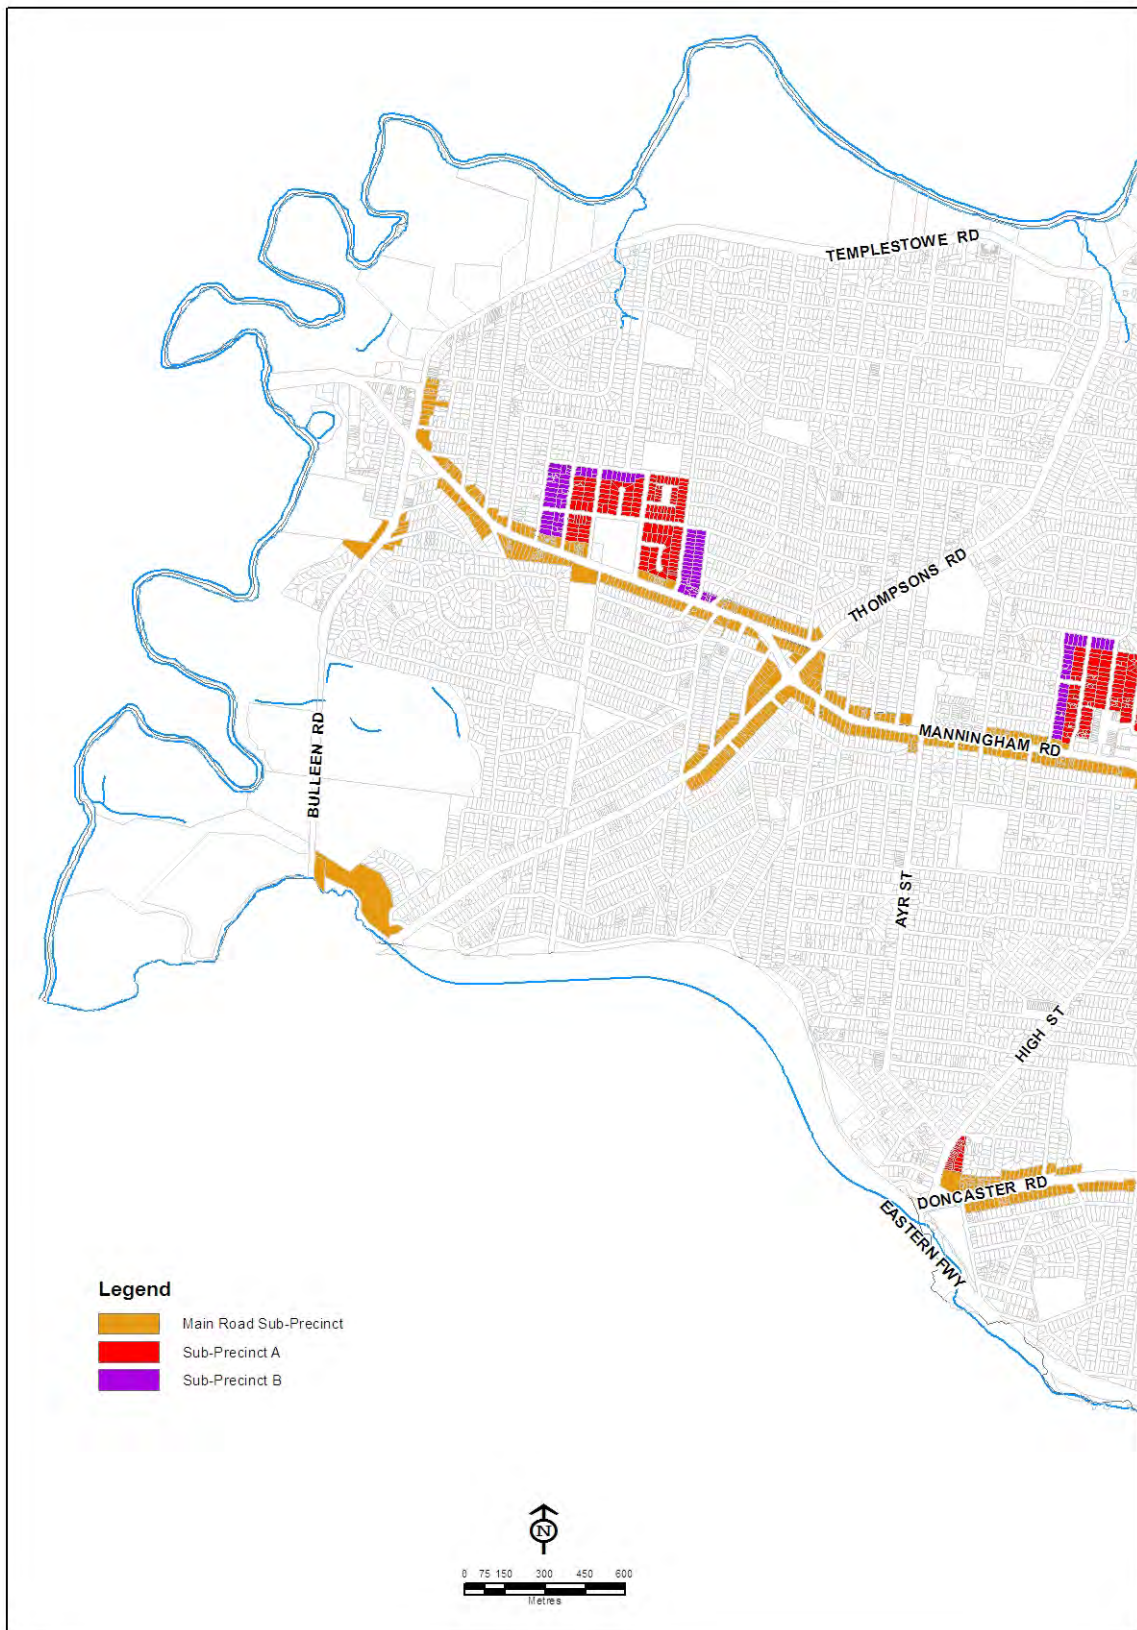 TEMPLESTOWE RD
THOMPSONS RD
MANNINGHAM RD
BULLEEN RD
AYR ST
HIGH ST
DONCASTER RD
EASTERN FWY
Legend
Main Road Sub-Precinct
Sub-Precinct A
Sub-Precinct B
N
0 75 150 300 450 600
Metres